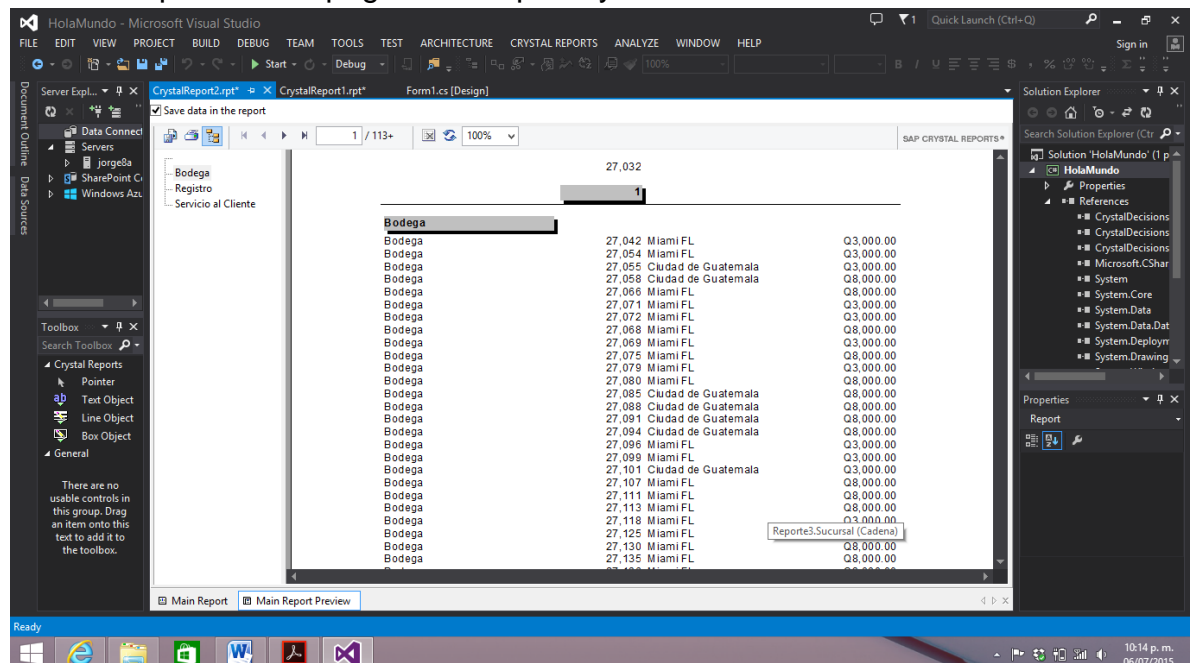 HolaMundo - Microsoft Visual Studio
1 Quick Launch (Ctrl+Q)
FILE EDIT VIEW PROJECT BUILD DEBUG TEAM TOOLS TEST ARCHITECTURE CRYSTAL REPORTS ANALYZE WINDOW HELP Sign in
Start Debug 100%
Document Outline
Data Sources
Server Expl...
Data Connect
Servers
jorge8a
SharePoint C
Windows Azu
Toolbox
Search Toolbox
Crystal Reports
Pointer
Text Object
Line Object
Box Object
General
There are no
usable controls in
this group. Drag
an item onto this
text to add it to
the toolbox.
CrystalReport2.rpt* CrystalReport1.rpt* Form1.cs [Design]
Save data in the report
1 / 113+ 100% SAP CRYSTAL REPORTS®
Bodega
Registro
Servicio al Cliente
27,032
1
Bodega
Bodega 27,042 Miami FL Q3,000.00
Bodega 27,054 Miami FL Q3,000.00
Bodega 27,055 Ciudad de Guatemala Q3,000.00
Bodega 27,058 Ciudad de Guatemala Q8,000.00
Bodega 27,066 Miami FL Q8,000.00
Bodega 27,071 Miami FL Q3,000.00
Bodega 27,072 Miami FL Q3,000.00
Bodega 27,068 Miami FL Q8,000.00
Bodega 27,069 Miami FL Q3,000.00
Bodega 27,075 Miami FL Q8,000.00
Bodega 27,079 Miami FL Q3,000.00
Bodega 27,080 Miami FL Q8,000.00
Bodega 27,085 Ciudad de Guatemala Q8,000.00
Bodega 27,088 Ciudad de Guatemala Q8,000.00
Bodega 27,091 Ciudad de Guatemala Q8,000.00
Bodega 27,094 Ciudad de Guatemala Q8,000.00
Bodega 27,096 Miami FL Q3,000.00
Bodega 27,099 Miami FL Q3,000.00
Bodega 27,101 Ciudad de Guatemala Q3,000.00
Bodega 27,107 Miami FL Q8,000.00
Bodega 27,111 Miami FL Q8,000.00
Bodega 27,113 Miami FL Q8,000.00
Bodega 27,118 Miami FL Q3,000.00
Bodega 27,125 Miami FL
Bodega 27,130 Miami FL Q8,000.00
Bodega 27,135 Miami FL Q8,000.00
Reporte3.Sucursal (Cadena)
Main Report Main Report Preview
Solution Explorer
Search Solution Explorer (Ctr
Solution 'HolaMundo' (1 p
HolaMundo
Properties
References
CrystalDecisions
CrystalDecisions
CrystalDecisions
Microsoft.CShar
System
System.Core
System.Data
System.Data.Dat
System.Deploym
System.Drawing
Properties
Report
Ready
10:14 p. m.
06/07/2015